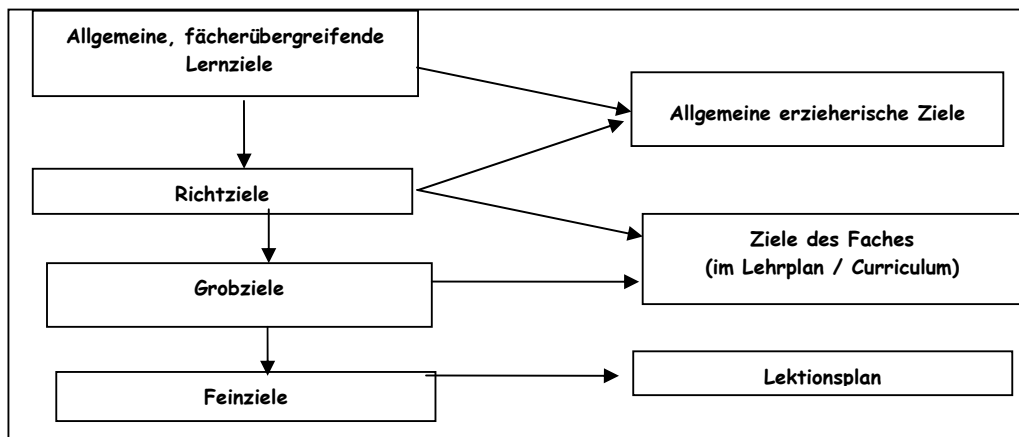 Allgemeine, fächerübergreifende
Lernziele
Allgemeine erzieherische Ziele
Richtziele
Ziele des Faches
(im Lehrplan / Curriculum)
Grobziele
Lektionsplan
Feinziele